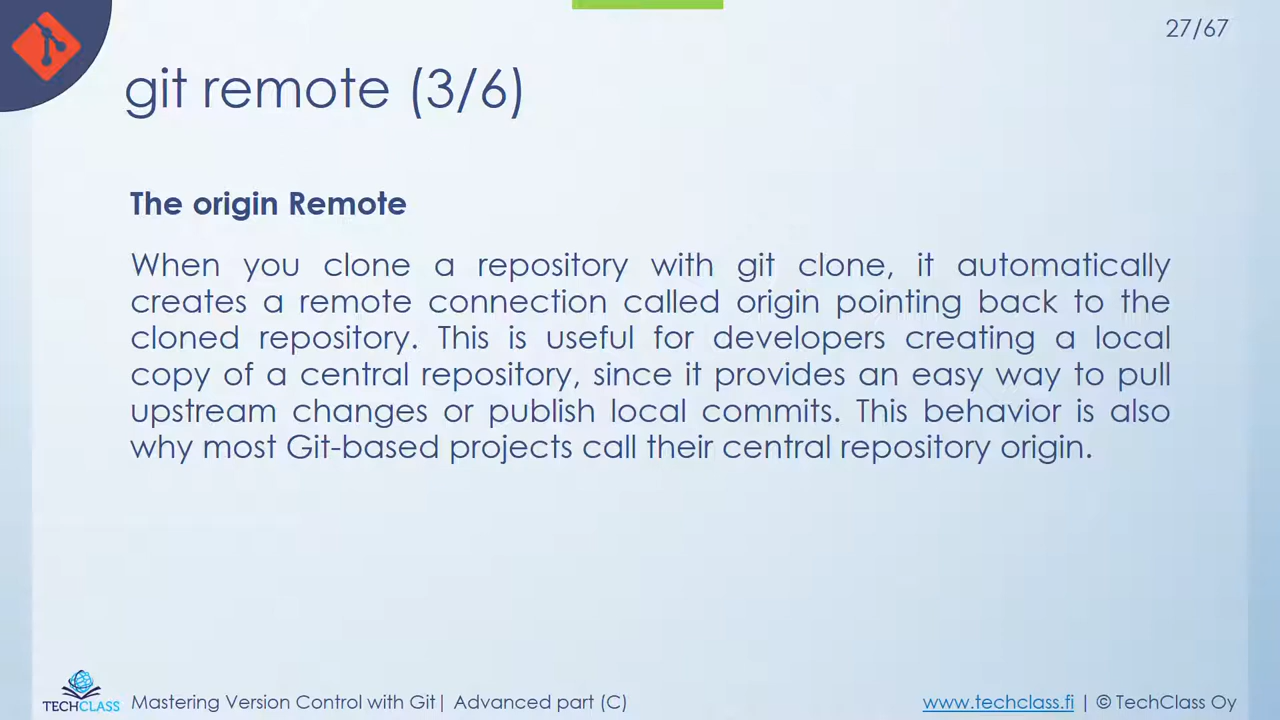 27/67
git remote (3/6)
The origin Remote
When you clone a repository with git clone, it automatically
creates a remote connection called origin pointing back to the
cloned repository. This is useful for developers creating a local
copy of a central repository, since it provides an easy way to pull
upstream changes or publish local commits. This behavior is also
why most Git-based projects call their central repository origin.
TECHCLASS
Mastering Version Control with Git| Advanced part (C)
www.techclass.fi | © TechClass Oy